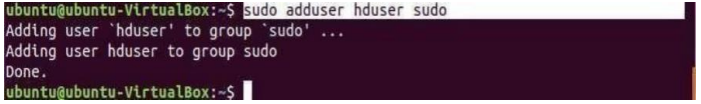 ubuntu@ubuntu-VirtualBox:~$ sudo adduser hduser sudo
Adding user `hduser' to group `sudo' ...
Adding user hduser to group sudo
Done.
ubuntu@ubuntu-VirtualBox:~$